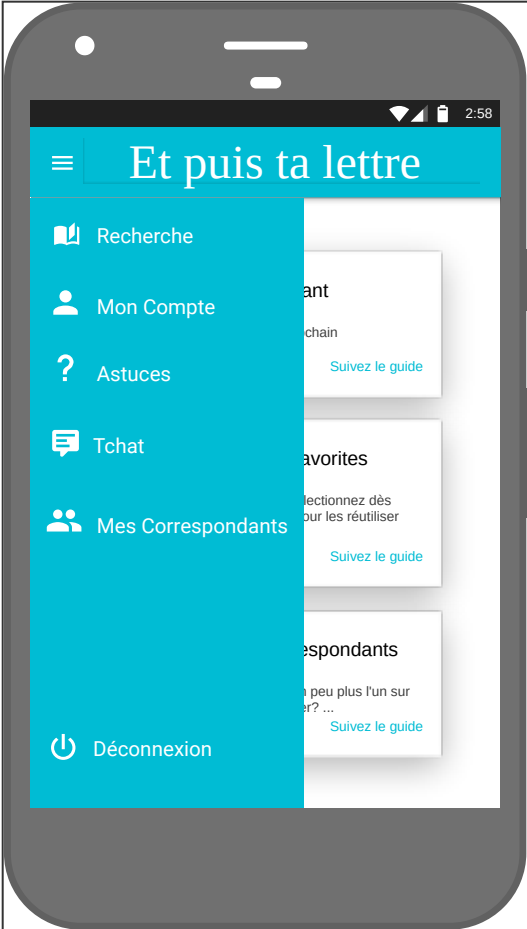 2:58
Et puis ta lettre
Recherche
Mon Compte
Astuces
Tchat
Mes Correspondants
Déconnexion
ant
chain
Suivez le guide
avorites
lectionnez dès
our les réutiliser
Suivez le guide
espondants
peu plus l'un sur
er? ...
Suivez le guide